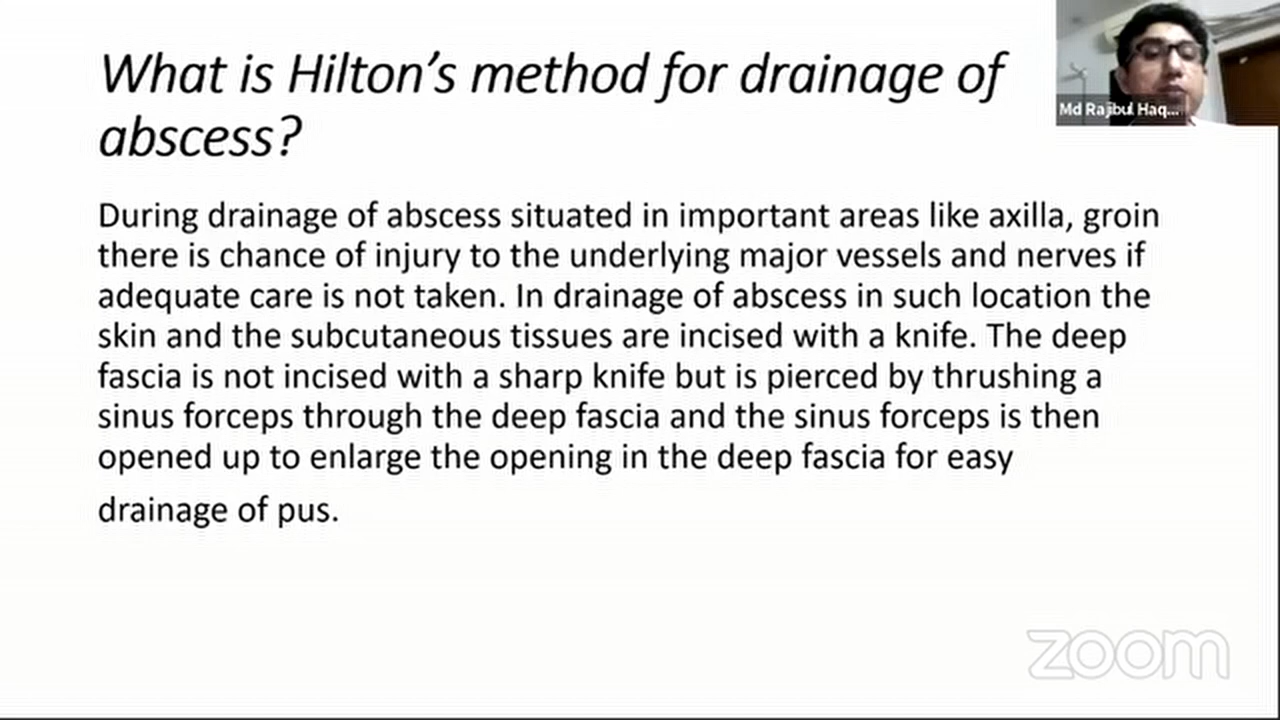 What is Hilton's method for drainage of
abscess?
Md Rajibul Haq...
During drainage of abscess situated in important areas like axilla, groin
there is chance of injury to the underlying major vessels and nerves if
adequate care is not taken. In drainage of abscess in such location the
skin and the subcutaneous tissues are incised with a knife. The deep
fascia is not incised with a sharp knife but is pierced by thrushing a
sinus forceps through the deep fascia and the sinus forceps is then
opened up to enlarge the opening in the deep fascia for easy
drainage of pus.
zoom